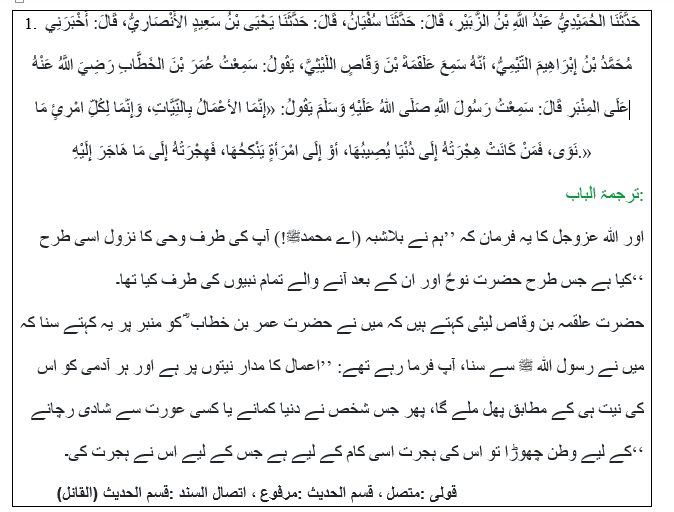 1. حَدَّثَنَا الحُمَيْدِيُّ عَبْدُ اللَّهِ بْنُ الزُّبَيْرِ، قَالَ: حَدَّثَنَا سُفْيَانُ، قَالَ: حَدَّثَنَا يَحْيَى بْنُ سَعِيدٍ الأَنْصَارِيُّ، قَالَ: أَخْبَرَنِي
مُحَمَّدُ بْنُ إِبْرَاهِيمَ التَّيْمِيُّ، أَنَّهُ سَمِعَ عَلْقَمَةَ بْنَ وَقَّاصٍ اللَّيْثِيَّ، يَقُولُ: سَمِعْتُ عُمَرَ بْنَ الخَطَّابِ رَضِيَ اللَّهُ عَنْهُ
عَلَى المِنْبَرِ قَالَ: سَمِعْتُ رَسُولَ اللَّهِ صَلَّى اللهُ عَلَيْهِ وَسَلَّمَ يَقُولُ: «إِنَّمَا الأَعْمَالُ بِالنِّيَّاتِ، وَإِنَّمَا لِكُلِّ امْرِئٍ مَا
نَوَى، فَمَنْ كَانَتْ هِجْرَتُهُ إِلَى دُنْيَا يُصِيبُهَا، أَوْ إِلَى امْرَأَةٍ يَنْكِحُهَا، فَهِجْرَتُهُ إِلَى مَا هَاجَرَ إِلَيْهِ.»
ترجمۃ الباب:
اور اللہ عزوجل کا یہ فرمان کہ ’’ہم نے بلاشبہ (اے محمدﷺ!) آپ کی طرف وحی کا نزول اسی طرح
کیا ہے جس طرح حضرت نوحؑ اور ان کے بعد آنے والے تمام نبیوں کی طرف کیا تھا۔‘‘
حضرت علقمہ بن وقاص لیثی کہتے ہیں کہ میں نے حضرت عمر بن خطاب ؓ کو منبر پر یہ کہتے سنا کہ
میں نے رسول اللہ ﷺ سے سنا، آپ فرما رہے تھے: ’’اعمال کا مدار نیتوں پر ہے اور ہر آدمی کو اس
کی نیت ہی کے مطابق پھل ملے گا، پھر جس شخص نے دنیا کمانے یا کسی عورت سے شادی رچانے
کے لیے وطن چھوڑا تو اس کی ہجرت اسی کام کے لیے ہے جس کے لیے اس نے ہجرت کی۔‘‘
قولی :متصل ، قسم الحديث :مرفوع ، اتصال السند :قسم الحديث (القائل)